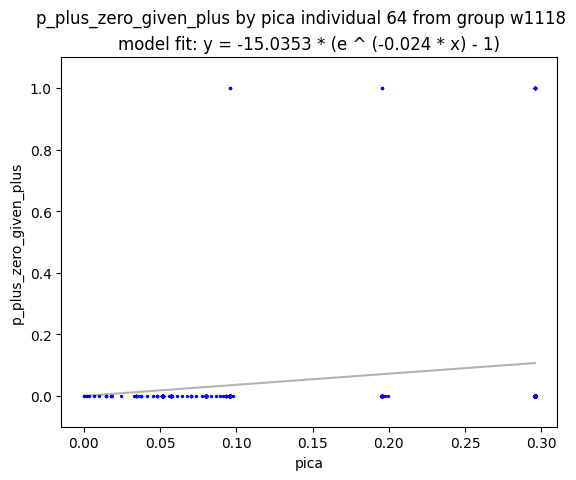 p_plus_zero_given_plus by pica individual 64 from group w1118
model fit: y = -15.0353 * (e ^ (-0.024 * x) - 1)
1.0
0.8
0.6
0.4
0.2
0.0
p_plus_zero_given_plus
0.00 0.05 0.10 0.15 0.20 0.25 0.30
pica